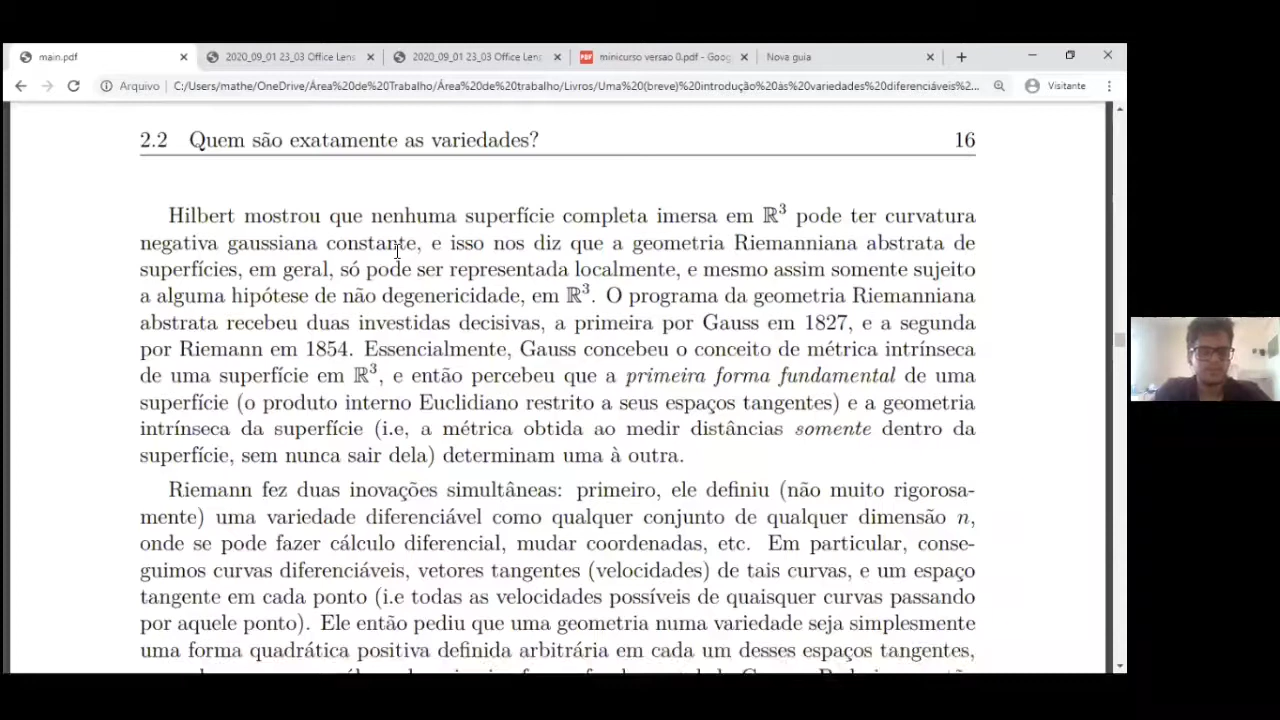 main.pdf
2020_09_01 23_03 Office Lens
2020_09_01 23_03 Office Lens
minicurso versao 0.pdf - Goog
Nova guia
Arquivo
C:/Users/mathe/OneDrive/Área%20de%20Trabalho/Área%20de%20trabalho/Livros/Uma%20(breve)%20introdução%20às%20variedades%20diferenciáveis%2...
Visitante
2.2 Quem são exatamente as variedades? 16
Hilbert mostrou que nenhuma superfície completa imersa em ℝ³ pode ter curvatura
negativa gaussiana constante, e isso nos diz que a geometria Riemanniana abstrata de
superfícies, em geral, só pode ser representada localmente, e mesmo assim somente sujeito
a alguma hipótese de não degenericidade, em ℝ³. O programa da geometria Riemanniana
abstrata recebeu duas investidas decisivas, a primeira por Gauss em 1827, e a segunda
por Riemann em 1854. Essencialmente, Gauss concebeu o conceito de métrica intrínseca
de uma superfície em ℝ³, e então percebeu que a primeira forma fundamental de uma
superfície (o produto interno Euclidiano restrito a seus espaços tangentes) e a geometria
intrínseca da superfície (i.e, a métrica obtida ao medir distâncias somente dentro da
superfície, sem nunca sair dela) determinam uma à outra.
Riemann fez duas inovações simultâneas: primeiro, ele definiu (não muito rigorosa-
mente) uma variedade diferenciável como qualquer conjunto de qualquer dimensão n,
onde se pode fazer cálculo diferencial, mudar coordenadas, etc. Em particular, conse-
guimos curvas diferenciáveis, vetores tangentes (velocidades) de tais curvas, e um espaço
tangente em cada ponto (i.e todas as velocidades possíveis de quaisquer curvas passando
por aquele ponto). Ele então pediu que uma geometria numa variedade seja simplesmente
uma forma quadrática positiva definida arbitrária em cada um desses espaços tangentes,